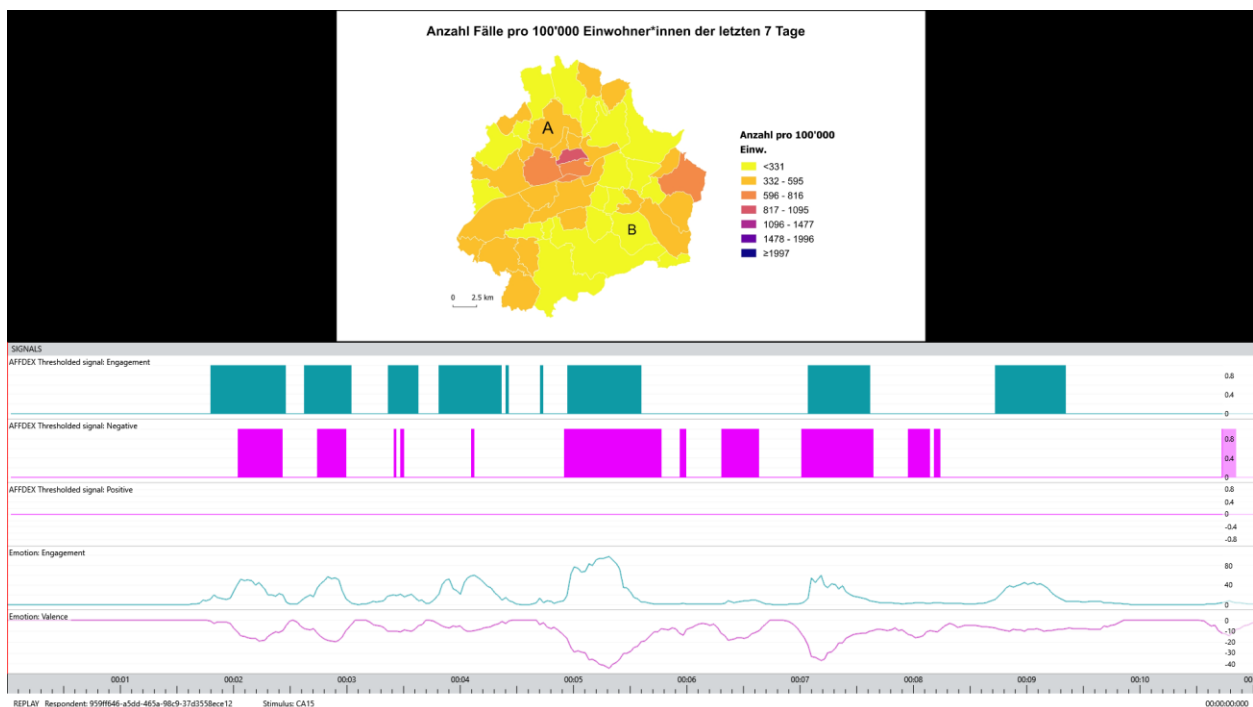 Anzahl Fälle pro 100'000 Einwohner*innen der letzten 7 Tage
A
B
Anzahl pro 100'000
Einw.
<331
332 - 595
596 - 816
817 - 1095
1096 - 1477
1478 - 1996
≥1997
0 2.5 km
SIGNALS
AFFDEX Thresholded signal: Engagement
0.8
0.4
0
AFFDEX Thresholded signal: Negative
0.8
0.4
0
AFFDEX Thresholded signal: Positive
0.8
0.4
0
-0.4
-0.8
Emotion: Engagement
80
40
0
Emotion: Valence
0
-10
-20
-30
-40
00:01 00:02 00:03 00:04 00:05 00:06 00:07 00:08 00:09 00:10 00
REPLAY Respondent: 959ff646-a5dd-465a-98c9-37d3558ece12 Stimulus: CA15 00:00:00:000